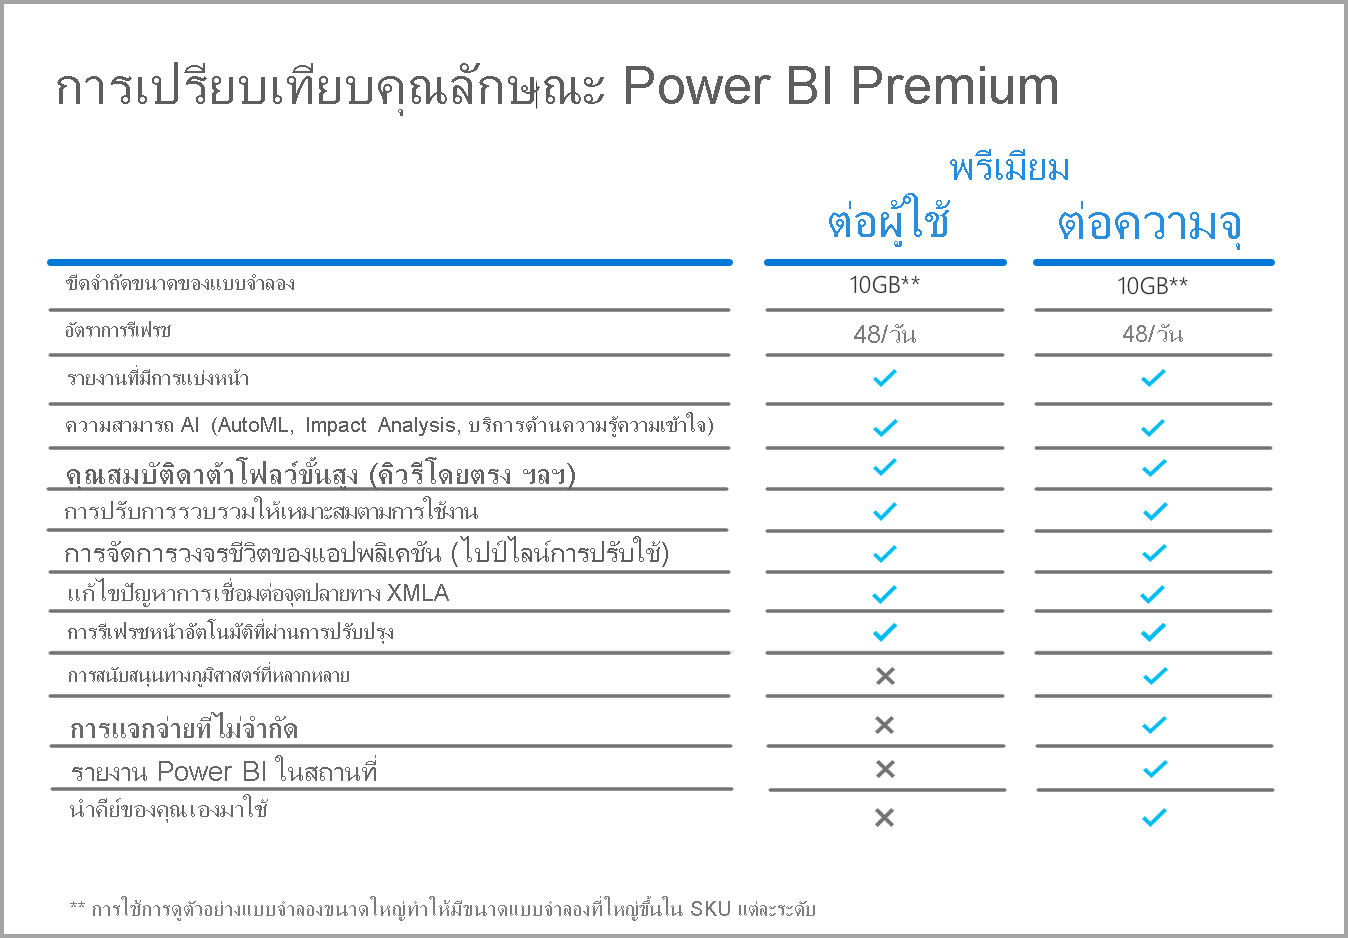 การเปรียบเทียบคุณลักษณะ Power BI Premium
พรีเมียม
ต่อผู้ใช้ ต่อความจุ
ขีดจำกัดขนาดของแบบจำลอง 10GB** 10GB**
อัตราการรีเฟรช 48/วัน 48/วัน
รายงานที่มีการแบ่งหน้า
ความสามารถ AI (AutoML, Impact Analysis, บริการด้านความรู้ความเข้าใจ)
คุณสมบัติดาต้าโฟลว์ขั้นสูง (คิวรีโดยตรง ฯลฯ)
การปรับการรวบรวมให้เหมาะสมตามการใช้งาน
การจัดการวงจรชีวิตของแอปพลิเคชัน (ไปป์ไลน์การปรับใช้)
แก้ไขปัญหาการเชื่อมต่อจุดปลายทาง XMLA
การรีเฟรชหน้าอัตโนมัติที่ผ่านการปรับปรุง
การสนับสนุนทางภูมิศาสตร์ที่หลากหลาย
การแจกจ่ายที่ไม่จำกัด
รายงาน Power BI ในสถานที่
นำคีย์ของคุณเองมาใช้
** การใช้การดูตัวอย่างแบบจำลองขนาดใหญ่ทำให้มีขนาดแบบจำลองที่ใหญ่ขึ้นใน SKU แต่ละระดับ